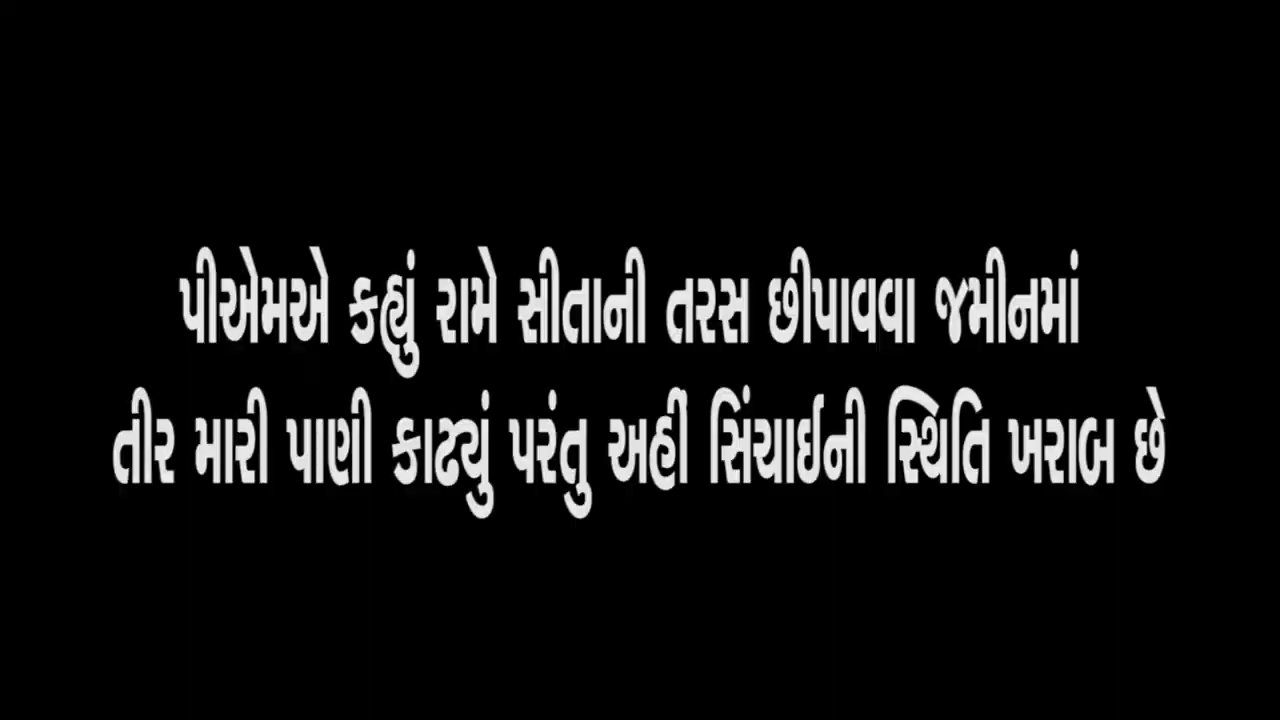 પીએમએ કહ્યું રામે સીતાની તરસ છીપાવવા જમીનમાં
તીર મારી પાણી કાઢ્યું પરંતુ અહીં સિંચાઈની સ્થિતિ ખરાબ છે